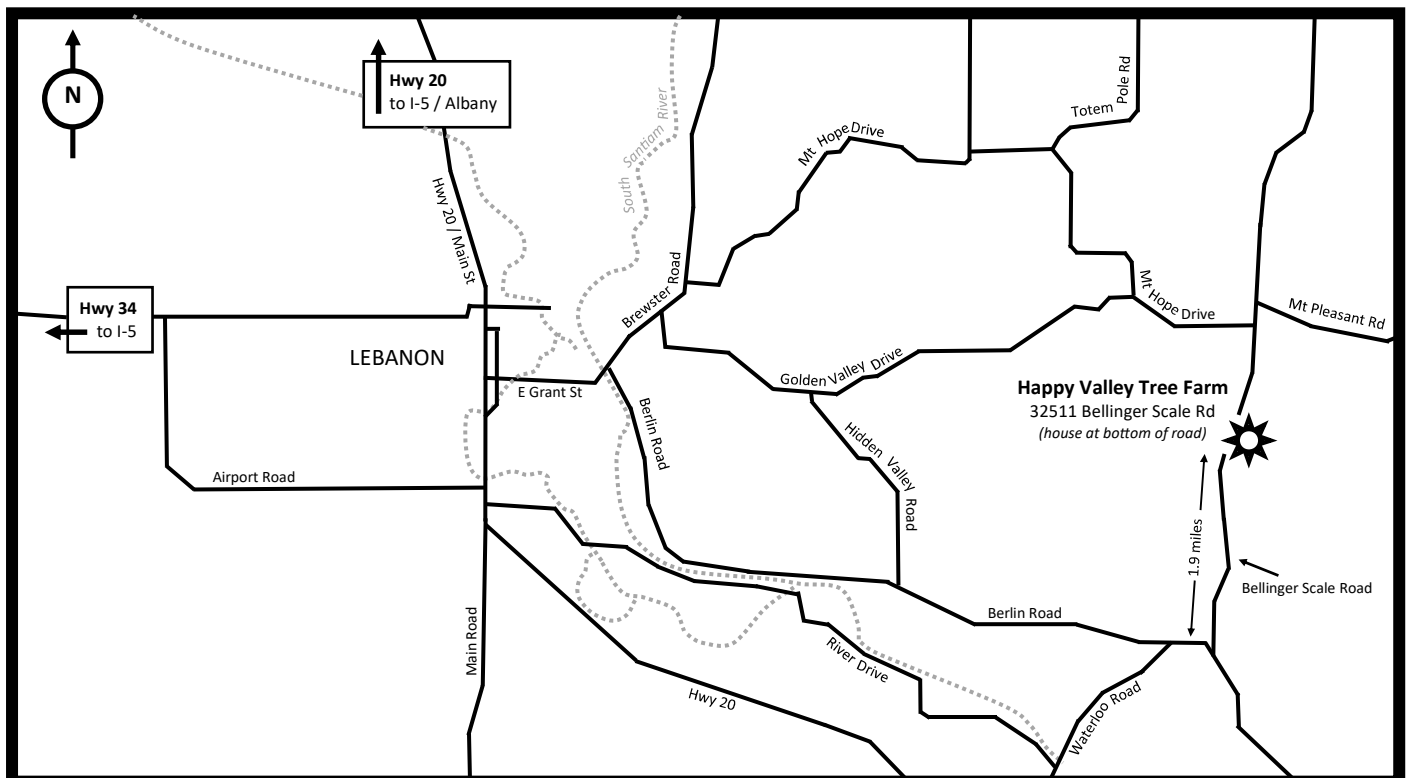 N
Hwy 20
to I-5 / Albany
Hwy 20 / Main St
South Santiam River
Mt Hope Drive
Totem Pole Rd
Hwy 34
to I-5
LEBANON
E Grant St
Brewster Road
Berlin Road
Golden Valley Drive
Mt Hope Drive
Mt Pleasant Rd
Happy Valley Tree Farm
32511 Bellinger Scale Rd
(house at bottom of road)
Hidden Valley Road
Airport Road
1.9 miles
Bellinger Scale Road
Berlin Road
Main Road
River Drive
Hwy 20
Waterloo Road